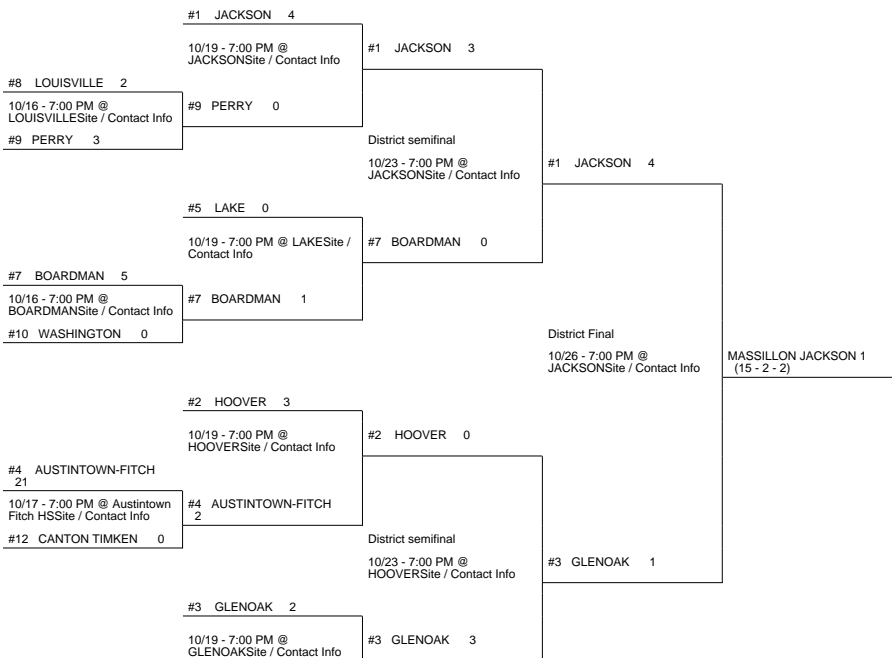 #1 JACKSON 4
10/19 - 7:00 PM @
JACKSONSite / Contact Info
#1 JACKSON 3
#8 LOUISVILLE 2
10/16 - 7:00 PM @
LOUISVILLESite / Contact Info
#9 PERRY 0
#9 PERRY 3
District semifinal
10/23 - 7:00 PM @
JACKSONSite / Contact Info
#1 JACKSON 4
#5 LAKE 0
10/19 - 7:00 PM @ LAKESite /
Contact Info
#7 BOARDMAN 0
#7 BOARDMAN 5
10/16 - 7:00 PM @
BOARDMANSite / Contact Info
#7 BOARDMAN 1
#10 WASHINGTON 0
District Final
10/26 - 7:00 PM @
JACKSONSite / Contact Info
MASSILLON JACKSON 1
(15 - 2 - 2)
#2 HOOVER 3
10/19 - 7:00 PM @
HOOVERSite / Contact Info
#2 HOOVER 0
#4 AUSTINTOWN-FITCH
21
10/17 - 7:00 PM @ Austintown
Fitch HSSite / Contact Info
#4 AUSTINTOWN-FITCH
2
#12 CANTON TIMKEN 0
District semifinal
10/23 - 7:00 PM @
HOOVERSite / Contact Info
#3 GLENOAK 1
#3 GLENOAK 2
10/19 - 7:00 PM @
GLENOAKSite / Contact Info
#3 GLENOAK 3